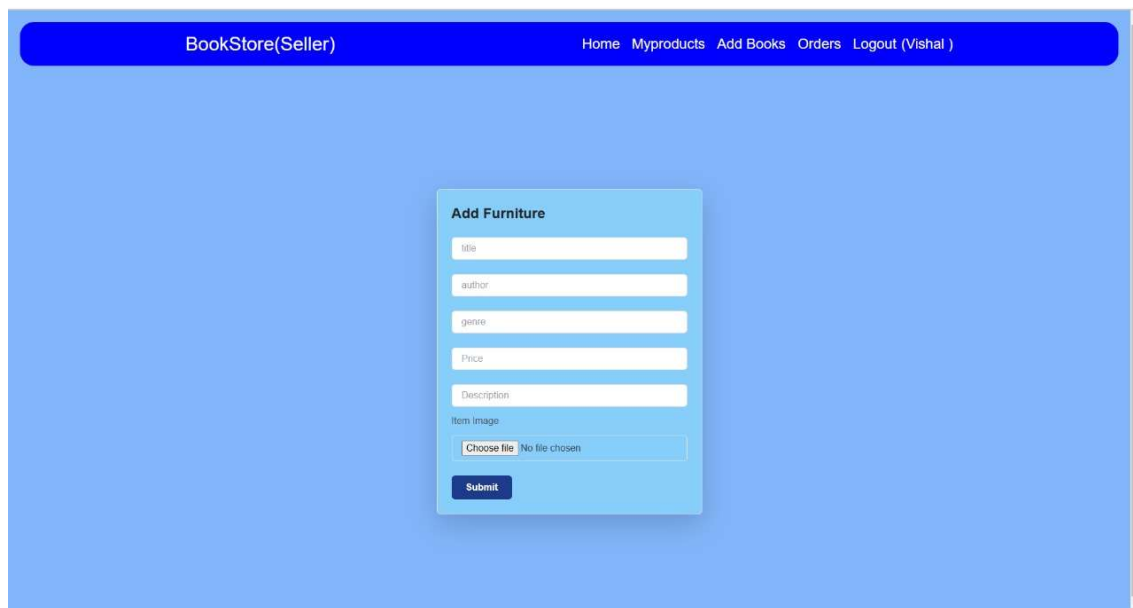 BookStore(Seller) Home Myproducts Add Books Orders Logout (Vishal )
Add Furniture
title
author
genre
Price
Description
Item Image
Choose file No file chosen
Submit